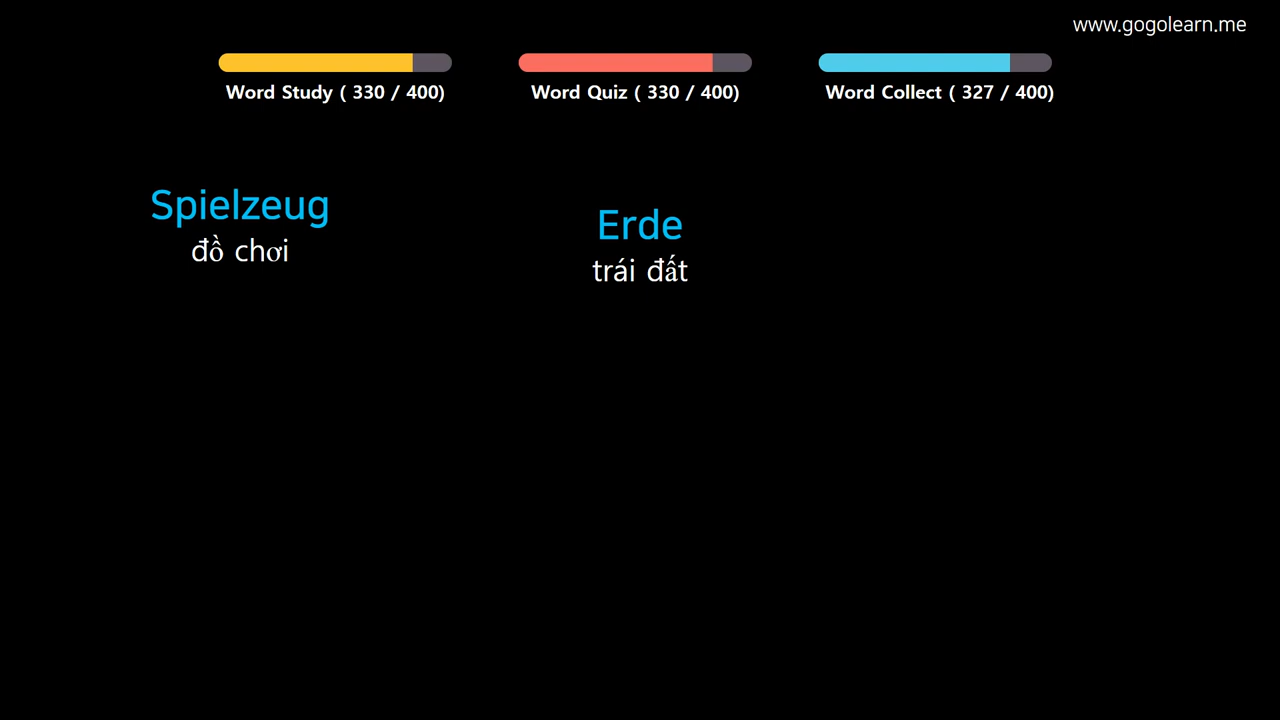 www.gogolearn.me
Word Study ( 330 / 400)
Word Quiz ( 330 / 400)
Word Collect ( 327 / 400)
Spielzeug
đồ chơi
Erde
trái đất